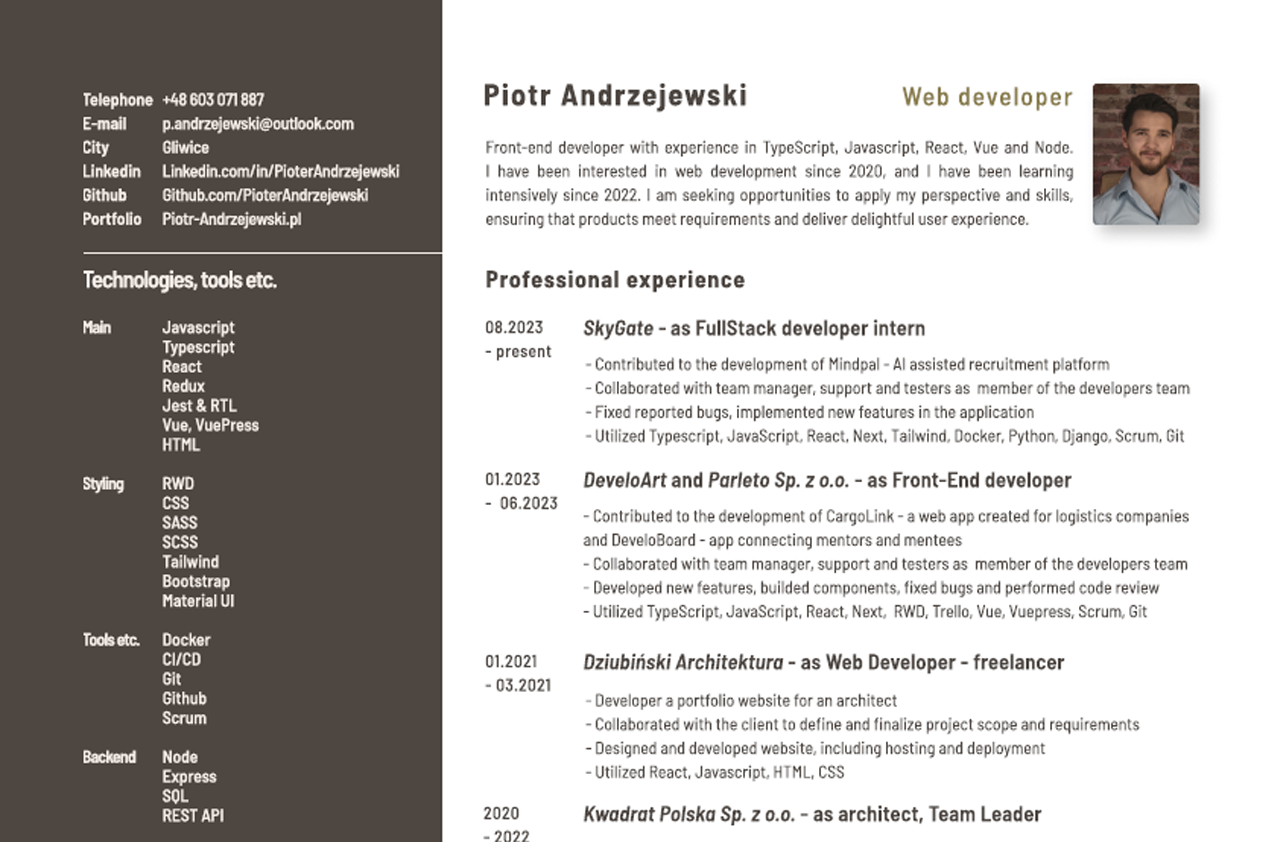 Telephone +48 603 071 887
E-mail p.andrzejewski@outlook.com
City Gliwice
Linkedin Linkedin.com/in/PioterAndrzejewski
Github Github.com/PioterAndrzejewski
Portfolio Piotr-Andrzejewski.pl
Technologies, tools etc.
Main Javascript
Typescript
React
Redux
Jest & RTL
Vue, VuePress
HTML
Styling RWD
CSS
SASS
SCSS
Tailwind
Bootstrap
Material UI
Tools etc. Docker
CI/CD
Git
Github
Scrum
Backend Node
Express
SQL
REST API
Piotr Andrzejewski
Web developer
Front-end developer with experience in TypeScript, Javascript, React, Vue and Node.
I have been interested in web development since 2020, and I have been learning
intensively since 2022. I am seeking opportunities to apply my perspective and skills,
ensuring that products meet requirements and deliver delightful user experience.
Professional experience
08.2023
- present
SkyGate - as FullStack developer intern
- Contributed to the development of Mindpal - AI assisted recruitment platform
- Collaborated with team manager, support and testers as member of the developers team
- Fixed reported bugs, implemented new features in the application
- Utilized Typescript, JavaScript, React, Next, Tailwind, Docker, Python, Django, Scrum, Git
01.2023
- 06.2023
DeveloArt and Parleto Sp. z o.o. - as Front-End developer
- Contributed to the development of CargoLink - a web app created for logistics companies
and DeveloBoard - app connecting mentors and mentees
- Collaborated with team manager, support and testers as member of the developers team
- Developed new features, builded components, fixed bugs and performed code review
- Utilized TypeScript, JavaScript, React, Next, RWD, Trello, Vue, Vuepress, Scrum, Git
01.2021
- 03.2021
Dziubiński Architektura - as Web Developer - freelancer
- Developer a portfolio website for an architect
- Collaborated with the client to define and finalize project scope and requirements
- Designed and developed website, including hosting and deployment
- Utilized React, Javascript, HTML, CSS
2020
- 2022
Kwadrat Polska Sp. z o.o. - as architect, Team Leader